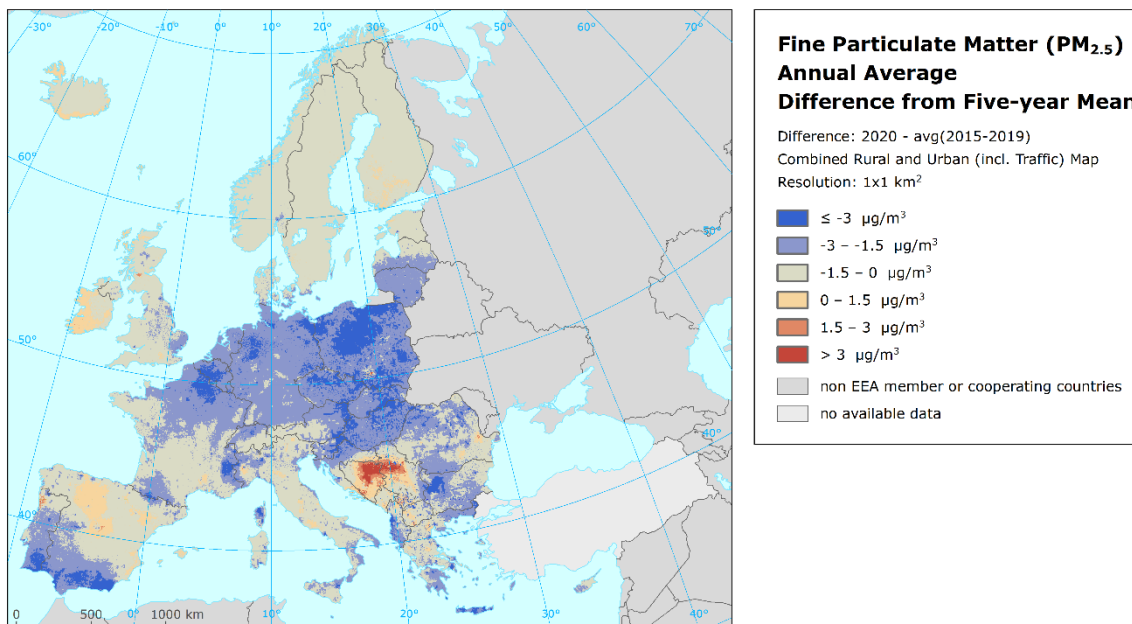 -30°
-20°
-10°
0°
10°
20°
30°
40°
50°
60°
70°
60°
50°
40°
60°
50°
40°
0 500 1000 km
-10°
0°
10°
20°
30°
Fine Particulate Matter (PM₂.₅)
Annual Average
Difference from Five-year Mean
Difference: 2020 - avg(2015-2019)
Combined Rural and Urban (incl. Traffic) Map
Resolution: 1x1 km²
≤ -3 µg/m³
-3 – -1.5 µg/m³
-1.5 – 0 µg/m³
0 – 1.5 µg/m³
1.5 – 3 µg/m³
> 3 µg/m³
non EEA member or cooperating countries
no available data